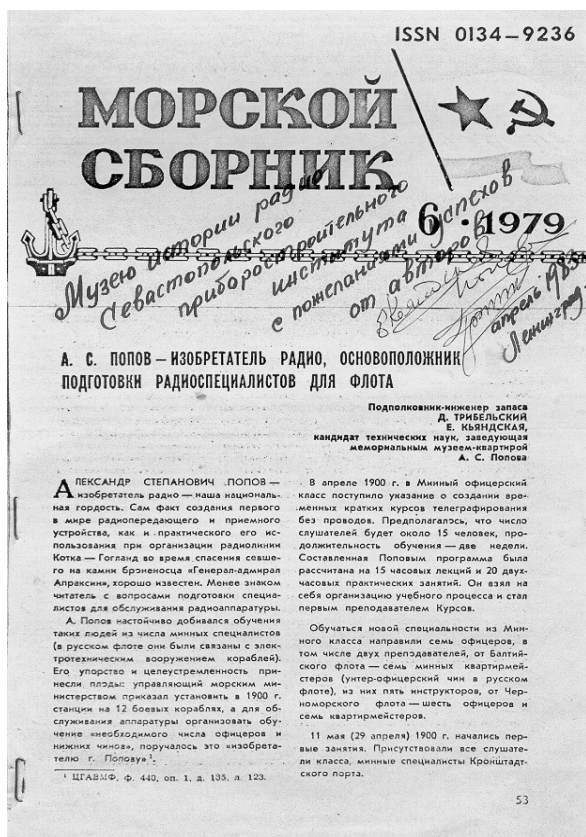 ISSN 0134—9236
МОРСКОЙ
СБОРНИК
6 · 1979
Музею истории радио
Севастопольского
приборостроительного
института
с пожеланиями успехов
от авторов
апрель
Ленинград
А. С. ПОПОВ — ИЗОБРЕТАТЕЛЬ РАДИО, ОСНОВОПОЛОЖНИК
ПОДГОТОВКИ РАДИОСПЕЦИАЛИСТОВ ДЛЯ ФЛОТА
Подполковник-инженер запаса
Д. ТРИБЕЛЬСКИЙ
Е. КЬЯНДСКАЯ,
кандидат технических наук, заведующая
мемориальным музеем-квартирой
А. С. Попова
АЛЕКСАНДР СТЕПАНОВИЧ ПОПОВ —
изобретатель радио — наша националь-
ная гордость. Сам факт создания первого
в мире радиопередающего и приемного
устройства, как и практического его ис-
пользования при организации радиолинии
Котка — Гогланд во время спасения севше-
го на камни броненосца «Генерал-адмирал
Апраксин», хорошо известен. Менее знаком
читатель с вопросами подготовки специа-
листов для обслуживания радиоаппаратуры.
А. Попов настойчиво добивался обучения
таких людей из числа минных специалистов
(в русском флоте они были связаны с элек-
тротехническим вооружением кораблей).
Его упорство и целеустремленность при-
несли плоды: управляющий морским ми-
нистерством приказал установить в 1900 г.
станции на 12 боевых кораблях, а для об-
служивания аппаратуры организовать обу-
чение «необходимого числа офицеров и
нижних чинов», поручалось это «изобрета-
телю г. Попову»¹.
¹ ЦГАВМФ, ф. 440, оп. 1, д. 135, л. 123.
В апреле 1900 г. в Минный офицерский
класс поступило указание о создании вре-
менных кратких курсов телеграфирования
без проводов. Предполагалось, что число
слушателей будет около 15 человек, про-
должительность обучения — две недели.
Составленная Поповым программа была
рассчитана на 15 часовых лекций и 20 двух-
часовых практических занятий. Он взял на
себя организацию учебного процесса и стал
первым преподавателем Курсов.
Обучаться новой специальности из Мин-
ного класса направили семь офицеров, в
том числе двух преподавателей, от Балтий-
ского флота — семь минных квартирмей-
стеров (унтер-офицерский чин в русском
флоте), из них пять инструкторов, от Чер-
номорского флота — шесть офицеров и
семь квартирмейстеров.
11 мая (29 апреля) 1900 г. начались пер-
вые занятия. Присутствовали все слушате-
ли класса, минные специалисты Кронштадт-
ского порта.
53